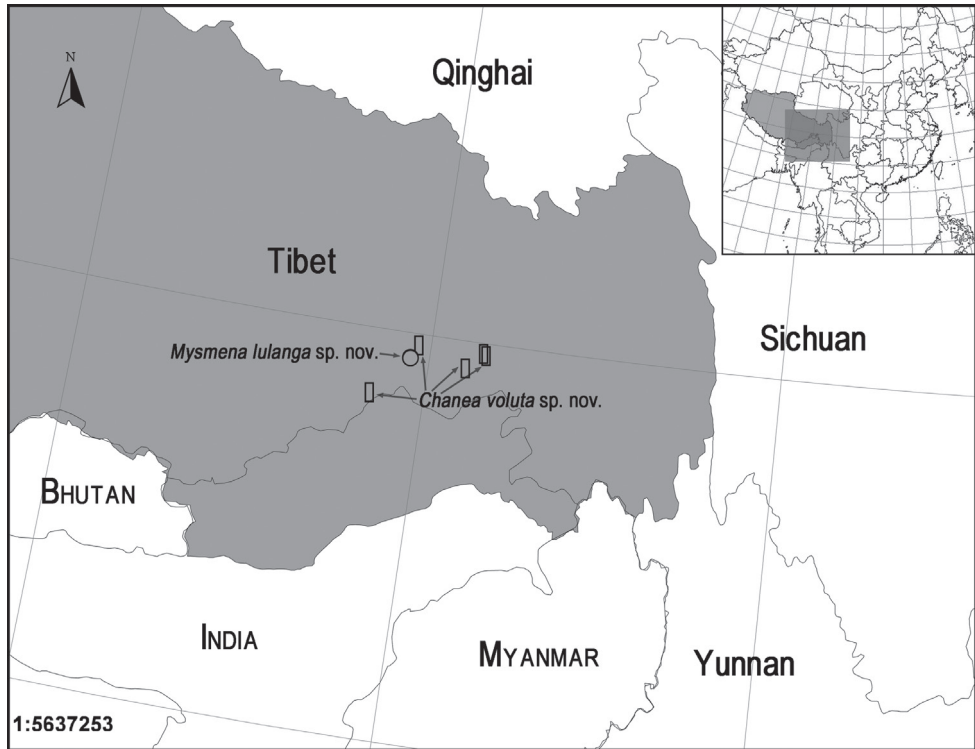 N
Qinghai
Tibet
Sichuan
Mysmena lulanga sp. nov.
Chanea voluta sp. nov.
BHUTAN
INDIA
MYANMAR
Yunnan
1:5637253